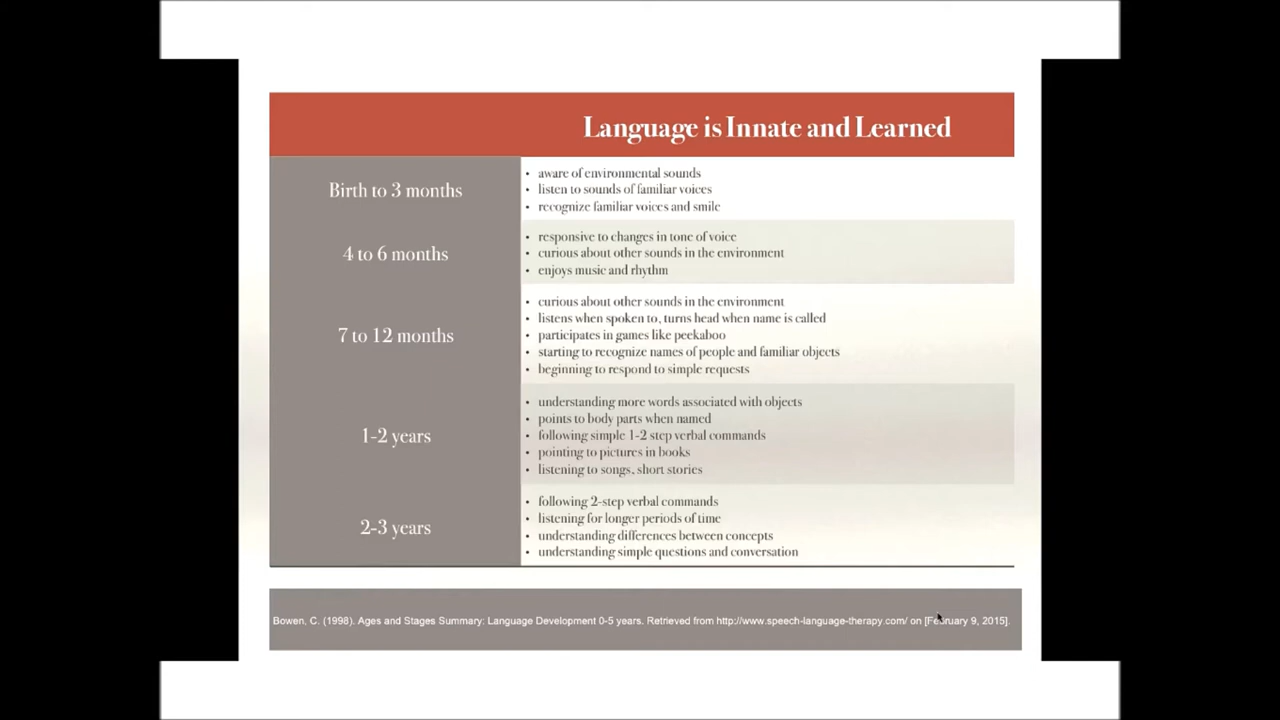 Language is Innate and Learned
Birth to 3 months
• aware of environmental sounds
• listen to sounds of familiar voices
• recognize familiar voices and smile
4 to 6 months
• responsive to changes in tone of voice
• curious about other sounds in the environment
• enjoys music and rhythm
7 to 12 months
• curious about other sounds in the environment
• listens when spoken to, turns head when name is called
• participates in games like peekaboo
• starting to recognize names of people and familiar objects
• beginning to respond to simple requests
1-2 years
• understanding more words associated with objects
• points to body parts when named
• following simple 1-2 step verbal commands
• pointing to pictures in books
• listening to songs, short stories
2-3 years
• following 2-step verbal commands
• listening for longer periods of time
• understanding differences between concepts
• understanding simple questions and conversation
Bowen, C. (1998). Ages and Stages Summary: Language Development 0-5 years. Retrieved from http://www.speech-language-therapy.com/ on [February 9, 2015].